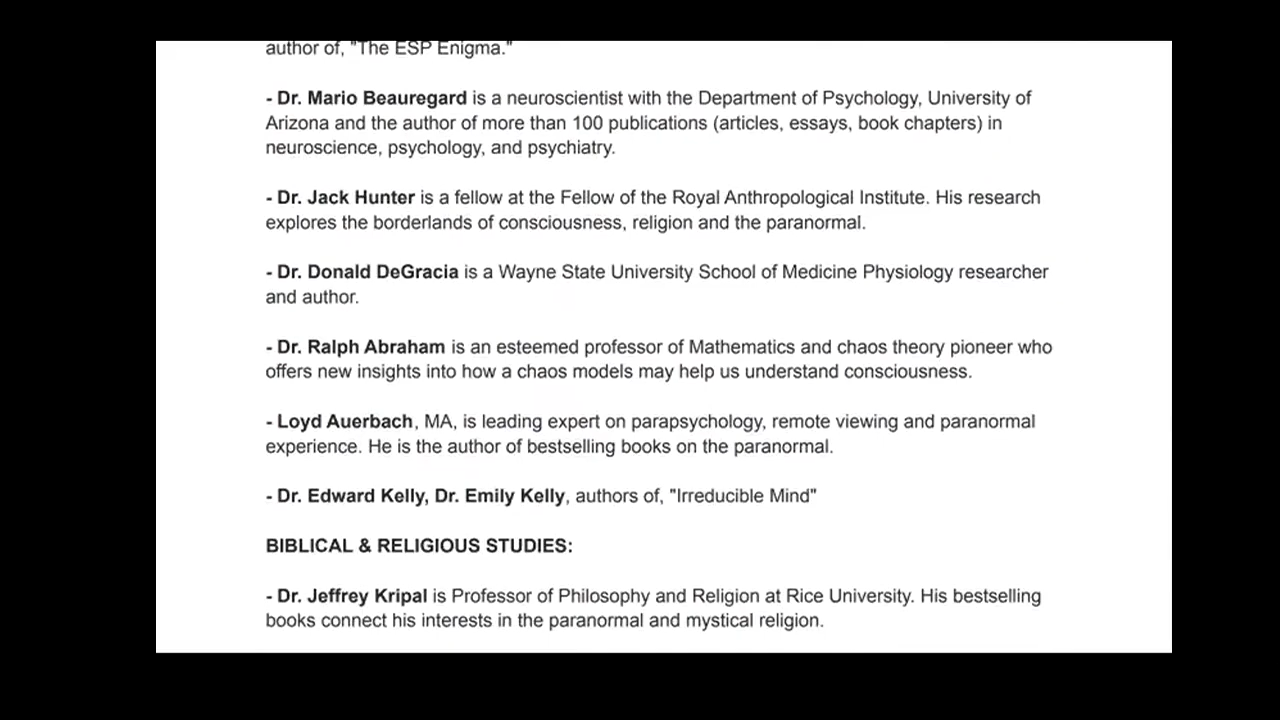 author of, "The ESP Enigma."
- Dr. Mario Beauregard is a neuroscientist with the Department of Psychology, University of
Arizona and the author of more than 100 publications (articles, essays, book chapters) in
neuroscience, psychology, and psychiatry.
- Dr. Jack Hunter is a fellow at the Fellow of the Royal Anthropological Institute. His research
explores the borderlands of consciousness, religion and the paranormal.
- Dr. Donald DeGracia is a Wayne State University School of Medicine Physiology researcher
and author.
- Dr. Ralph Abraham is an esteemed professor of Mathematics and chaos theory pioneer who
offers new insights into how a chaos models may help us understand consciousness.
- Loyd Auerbach, MA, is leading expert on parapsychology, remote viewing and paranormal
experience. He is the author of bestselling books on the paranormal.
- Dr. Edward Kelly, Dr. Emily Kelly, authors of, "Irreducible Mind"
BIBLICAL & RELIGIOUS STUDIES:
- Dr. Jeffrey Kripal is Professor of Philosophy and Religion at Rice University. His bestselling
books connect his interests in the paranormal and mystical religion.